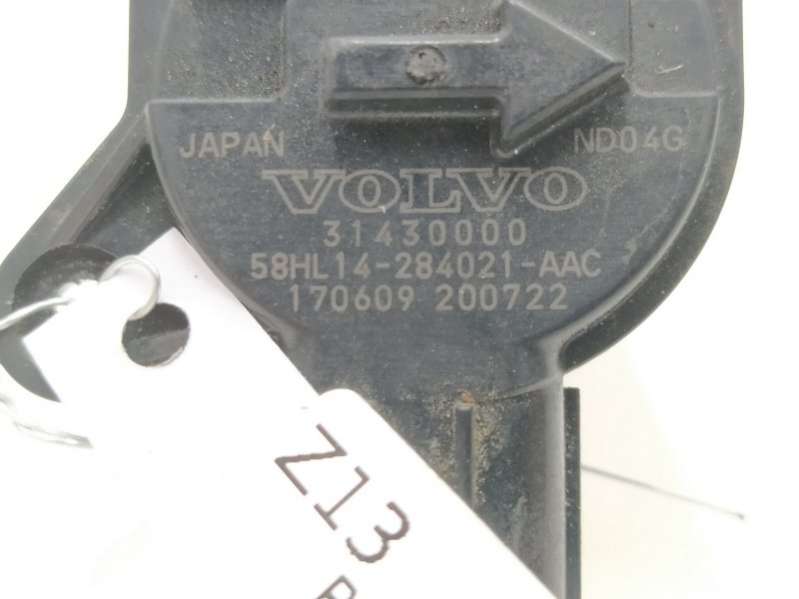 JAPAN ND04G
VOLVO
31430000
58HL14-284021-AAC
170609 200722
Z13